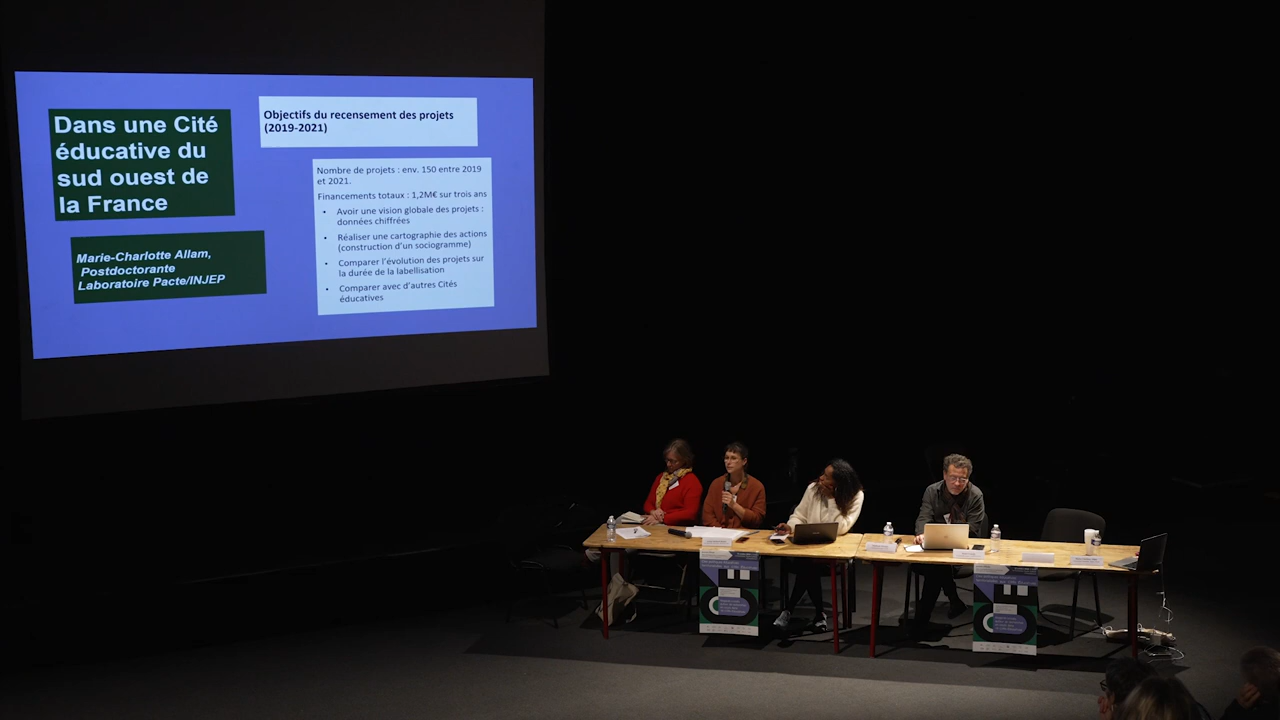 Dans une Cité
éducative du
sud ouest de
la France
Marie-Charlotte Allam,
Postdoctorante
Laboratoire Pacte/INJEP
Objectifs du recensement des projets
(2019-2021)
Nombre de projets : env. 150 entre 2019
et 2021.
Financements totaux : 1,2M€ sur trois ans
• Avoir une vision globale des projets :
données chiffrées
• Réaliser une cartographie des actions
(construction d'un sociogramme)
• Comparer l'évolution des projets sur
la durée de la labellisation
• Comparer avec d'autres Cités
éducatives